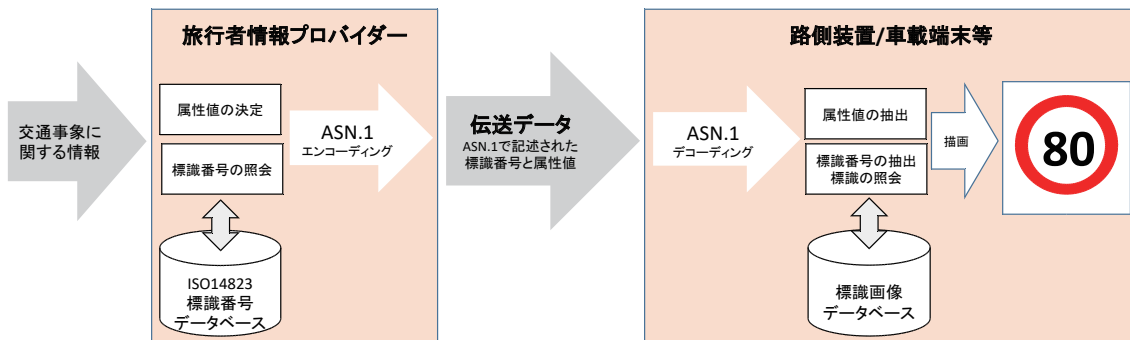 交通事象に
関する情報
旅行者情報プロバイダー
属性値の決定
標識番号の照会
ISO14823
標識番号
データベース
ASN.1
エンコーディング
伝送データ
ASN.1で記述された
標識番号と属性値
路側装置/車載端末等
ASN.1
デコーディング
属性値の抽出
標識番号の抽出
標識の照会
標識画像
データベース
描画
80